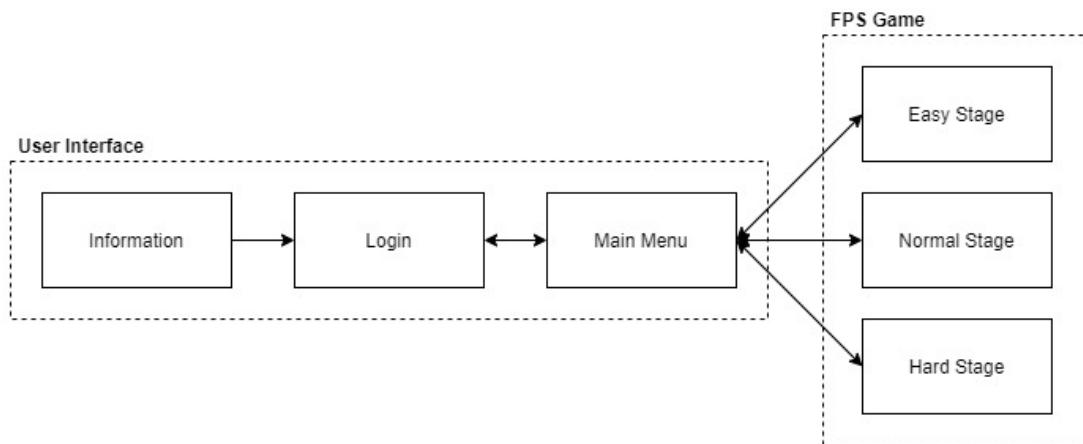 FPS Game
Easy Stage
User Interface
Information
Login
Main Menu
Normal Stage
Hard Stage